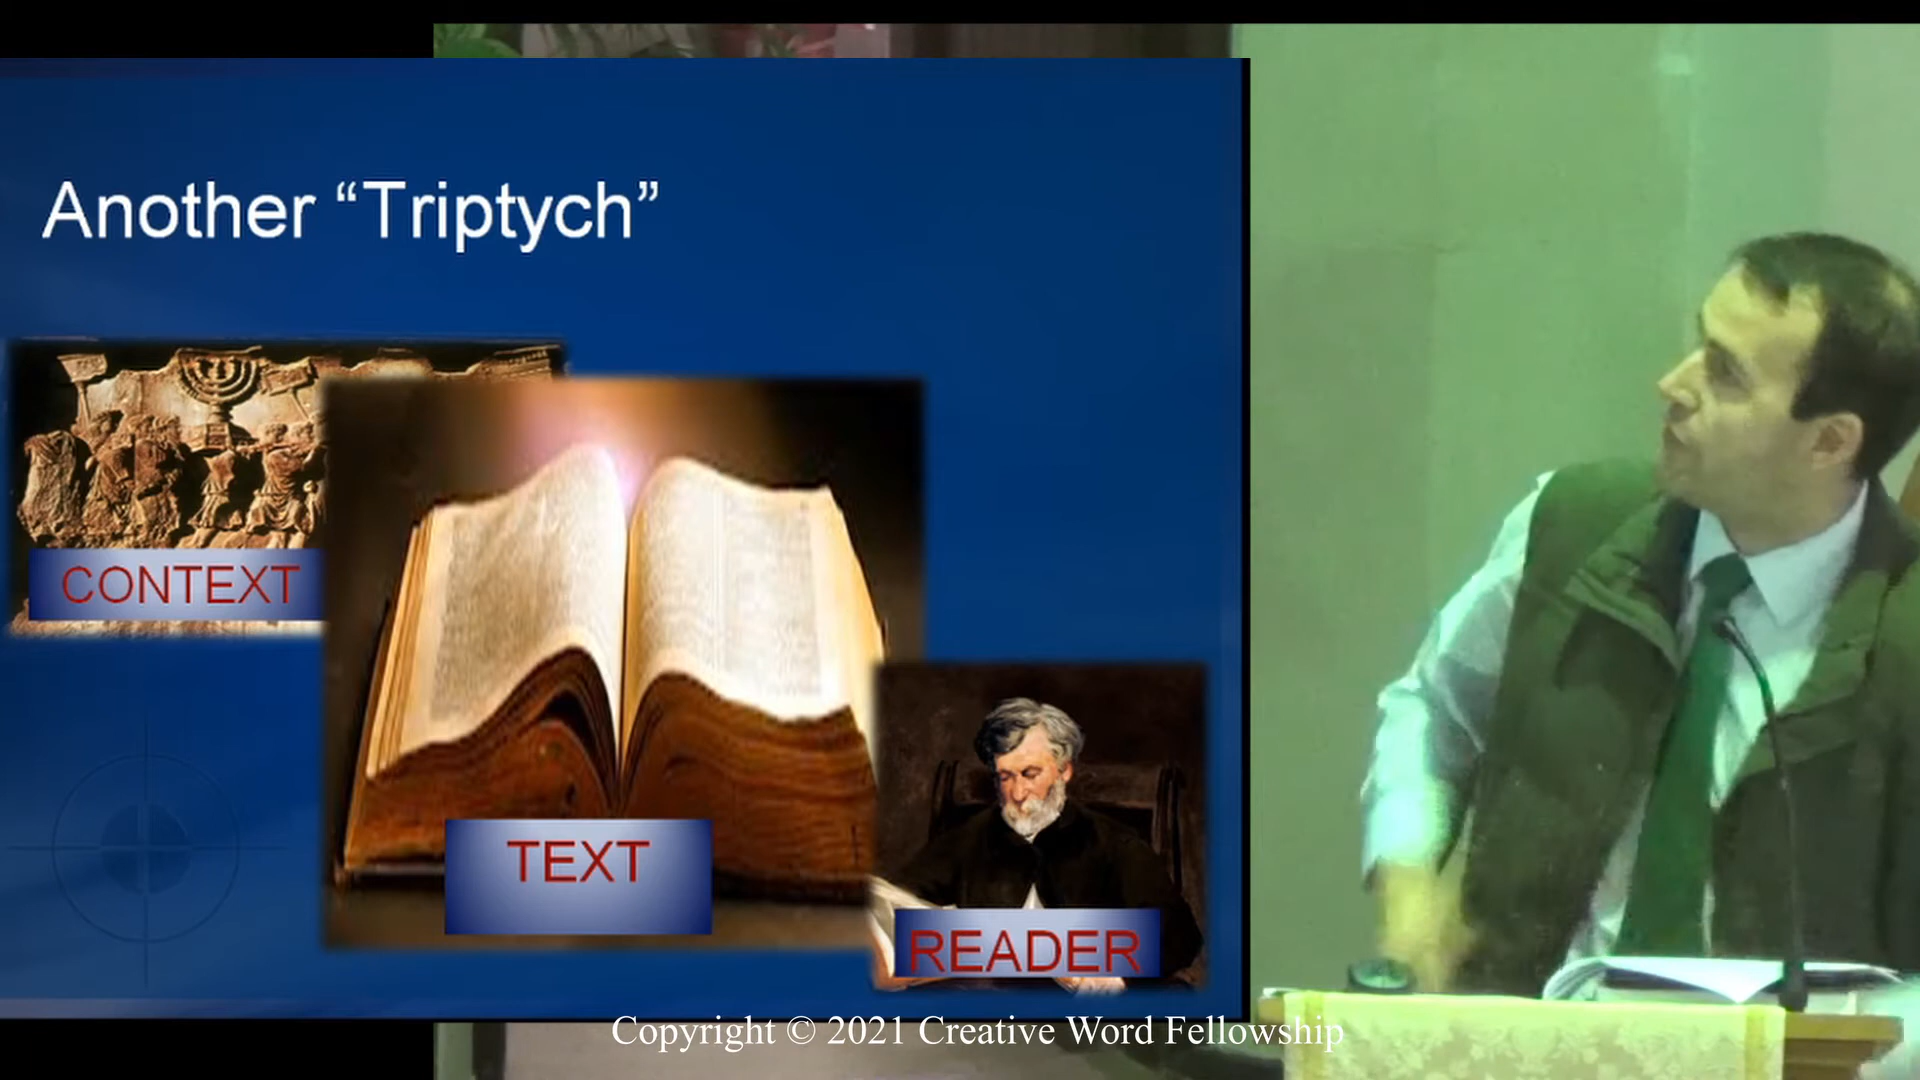 Another “Triptych”
CONTEXT
TEXT
READER
Copyright © 2021 Creative Word Fellowship